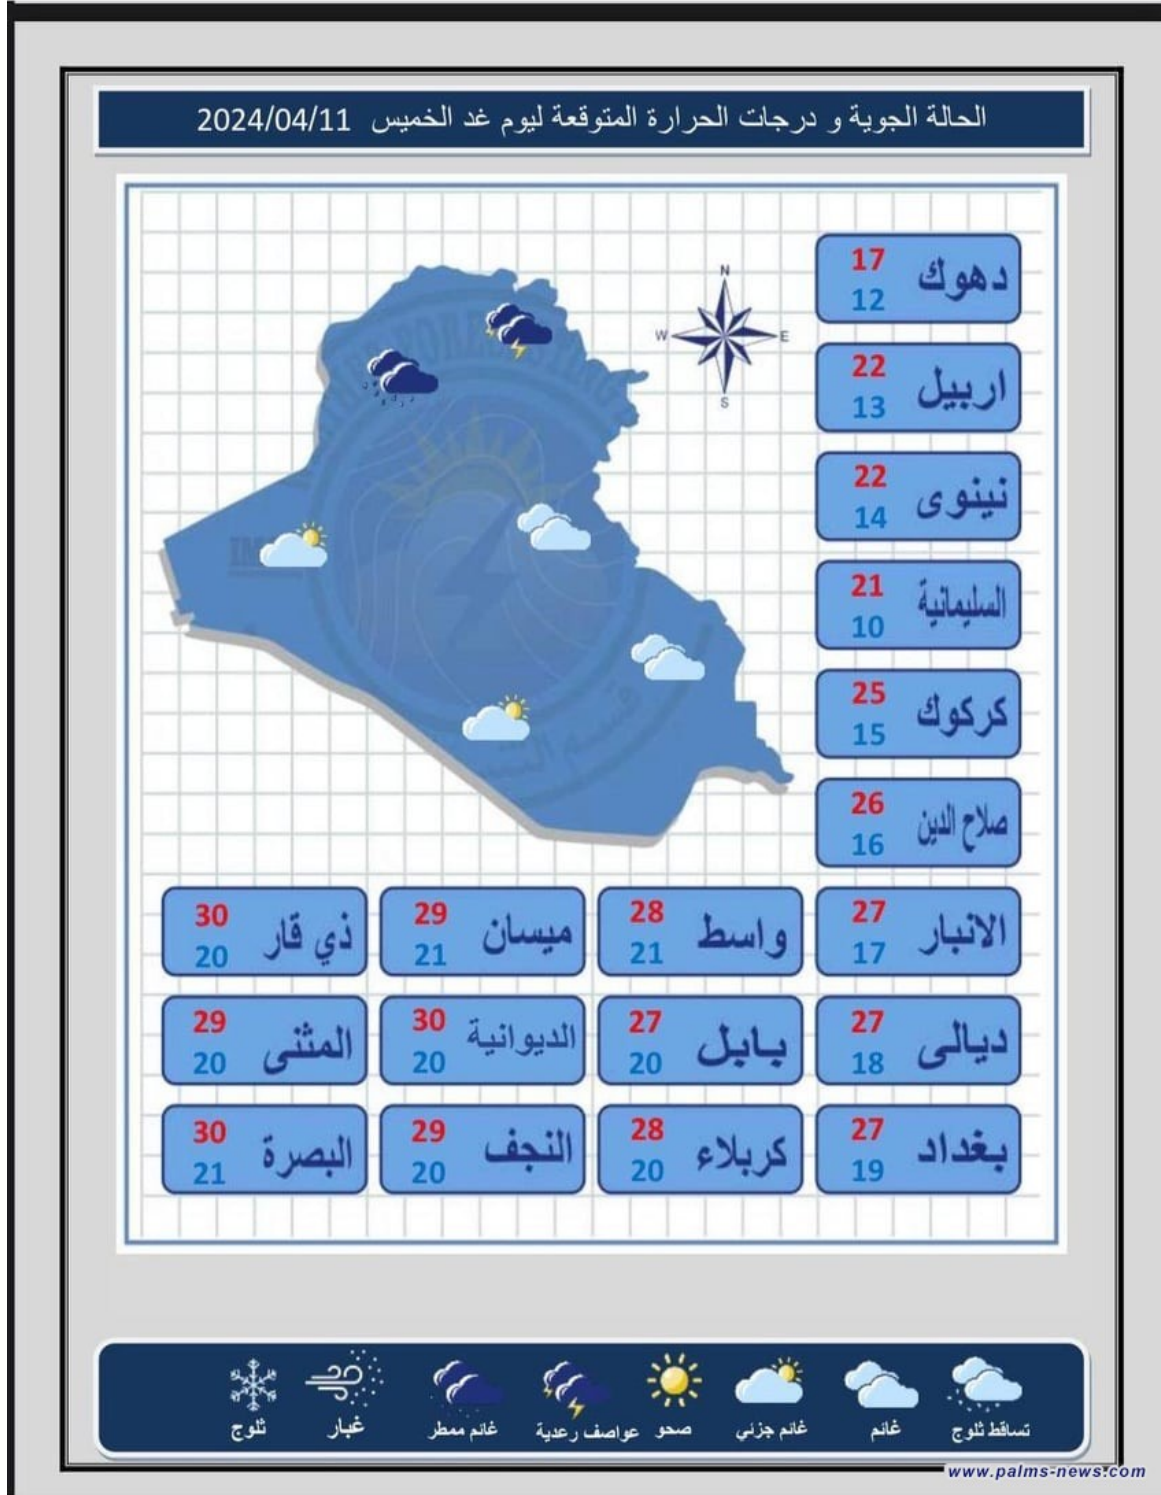 الحالة الجوية و درجات الحرارة المتوقعة ليوم غد الخميس 2024/04/11
N
W E
S
دهوك 17 12
اربيل 22 13
نينوى 22 14
السليمانية 21 10
كركوك 25 15
صلاح الدين 26 16
الانبار 27 17
واسط 28 21
ميسان 29 21
ذي قار 30 20
ديالى 27 18
بابل 27 20
الديوانية 30 20
المثنى 29 20
بغداد 27 19
كربلاء 28 20
النجف 29 20
البصرة 30 21
تساقط ثلوج
غائم
غائم جزئي
صحو
عواصف رعدية
غائم ممطر
غبار
ثلوج
www.palms-news.com